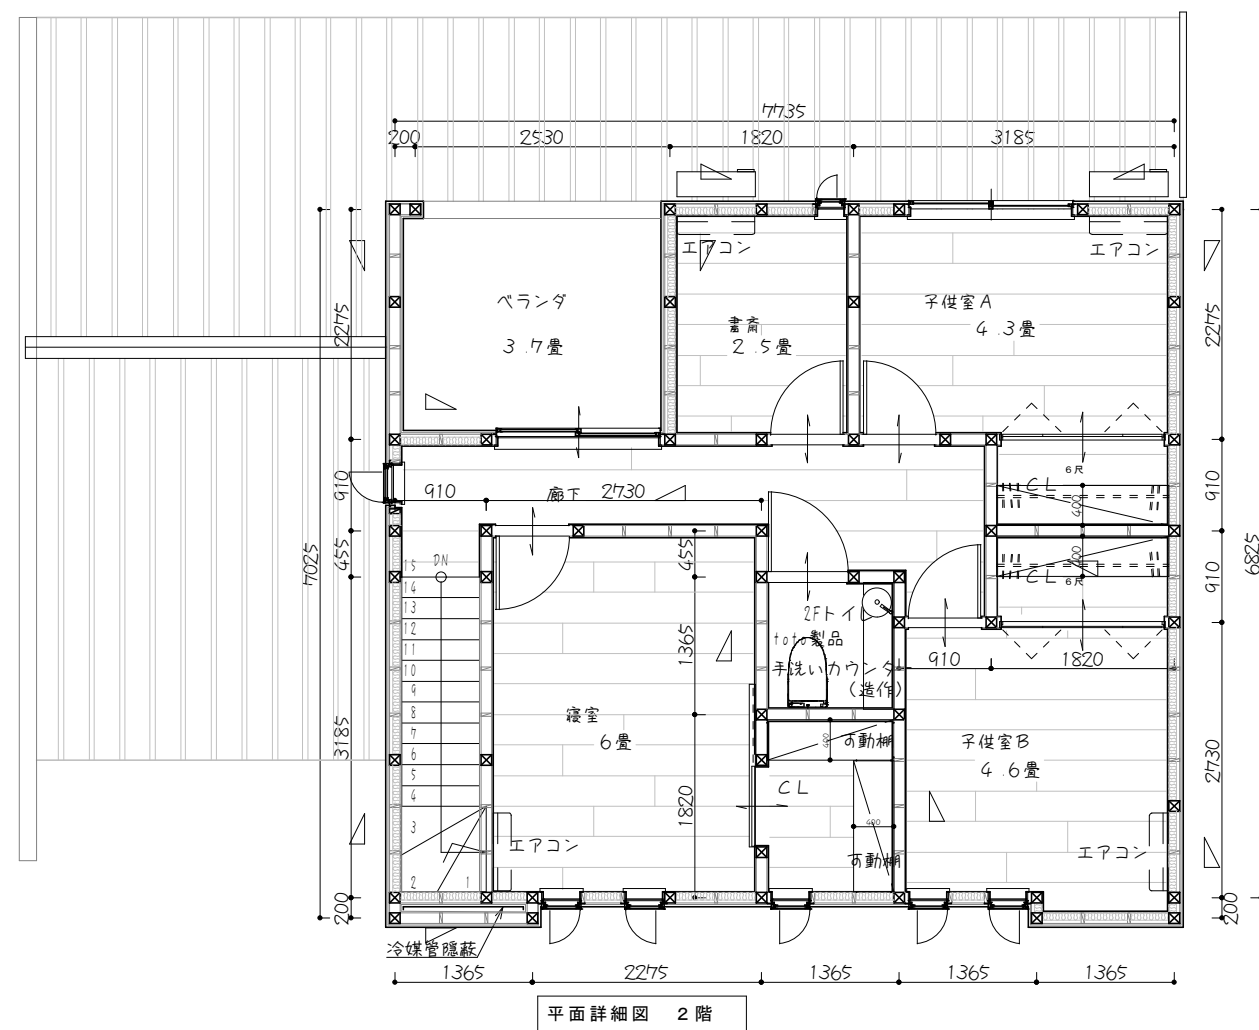 7735
200
2530
1820
3185
エアコン
エアコン
2275
ベランダ
3.7畳
書斎
2.5畳
子供室A
4.3畳
2275
910
910
廊下
2730
6尺
CL
400
910
7025
455
DN
455
400
CL
6尺
910
6825
15
14
13
12
11
10
9
8
7
6
5
4
3
2
1
2Fトイレ
toto製品
手洗いカウンター
(造作)
1365
910
1820
3185
寝室
6畳
400
可動棚
CL
子供室B
4.6畳
2730
1820
400
可動棚
エアコン
エアコン
200
200
冷媒管隠蔽
1365
2275
1365
1365
1365
平面詳細図 2階